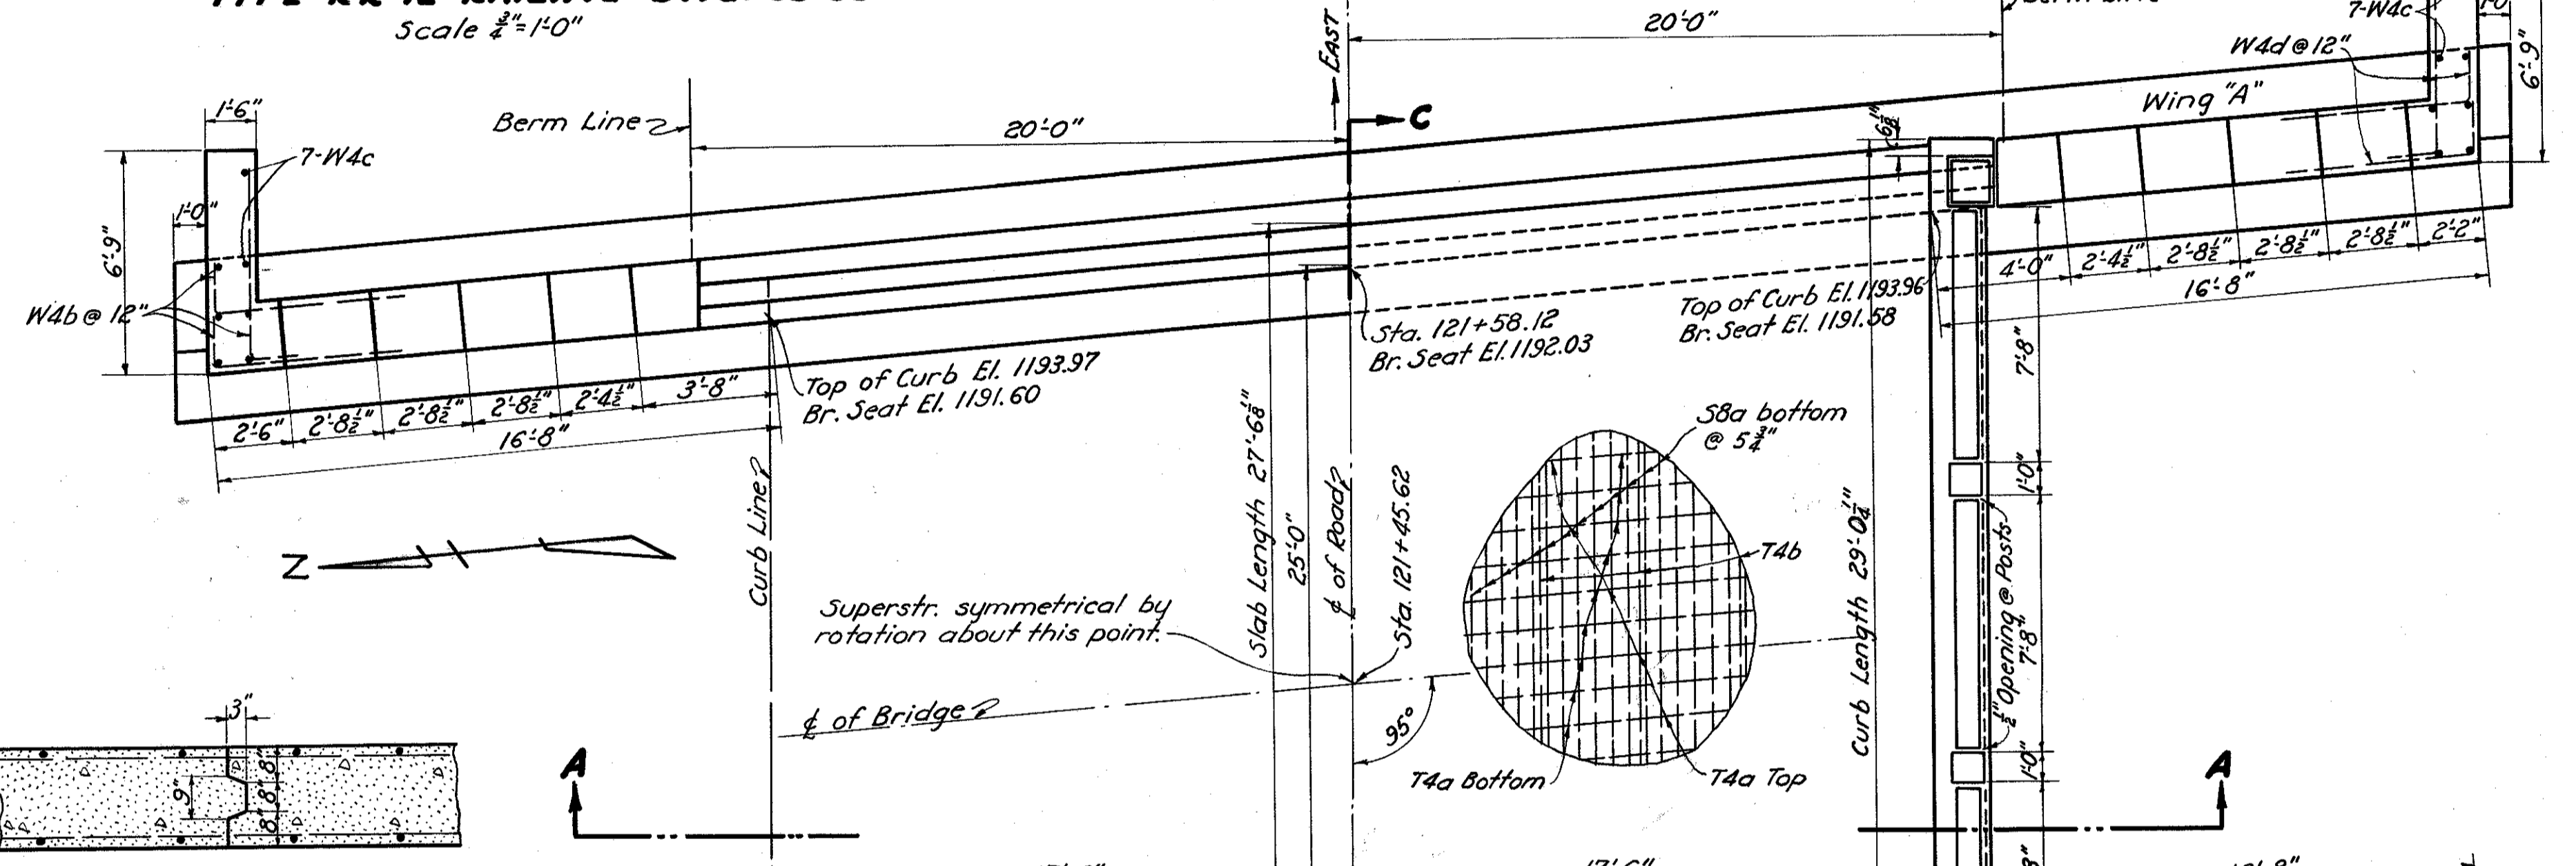 Scale 3/4"=1'-0"
EAST
20'-0"
7-W4c
1'-0"
W4d @ 12"
6'-9"
Wing "A"
1'-6"
Berm Line
20'-0"
C
6 1/8"
7-W4c
1'-0"
6'-9"
W4b @ 12"
4'-0"
2'-4 1/2"
2'-8 1/2"
2'-8 1/2"
2'-8 1/2"
2'-2"
16'-8"
Top of Curb El. 1193.96
Br. Seat El. 1191.58
Sta. 121+58.12
Br. Seat El. 1192.03
Top of Curb El. 1193.97
Br. Seat El. 1191.60
2'-6"
2'-8 1/2"
2'-8 1/2"
2'-8 1/2"
2'-4 1/2"
3'-8"
16'-8"
7'-8"
S8a bottom
@ 5 3/4"
1'-0"
Curb Line
Slab Length 27'-6 1/8"
25'-0"
℄ of Road
Sta. 121+45.62
T4b
Curb Length 29'-0 1/4"
1/2" Opening @ Posts
7'-8"
Z
Superstr. symmetrical by
rotation about this point.
℄ of Bridge
95°
T4a Bottom
T4a Top
1'-0"
3"
9"
8"
8"
8"
A
A